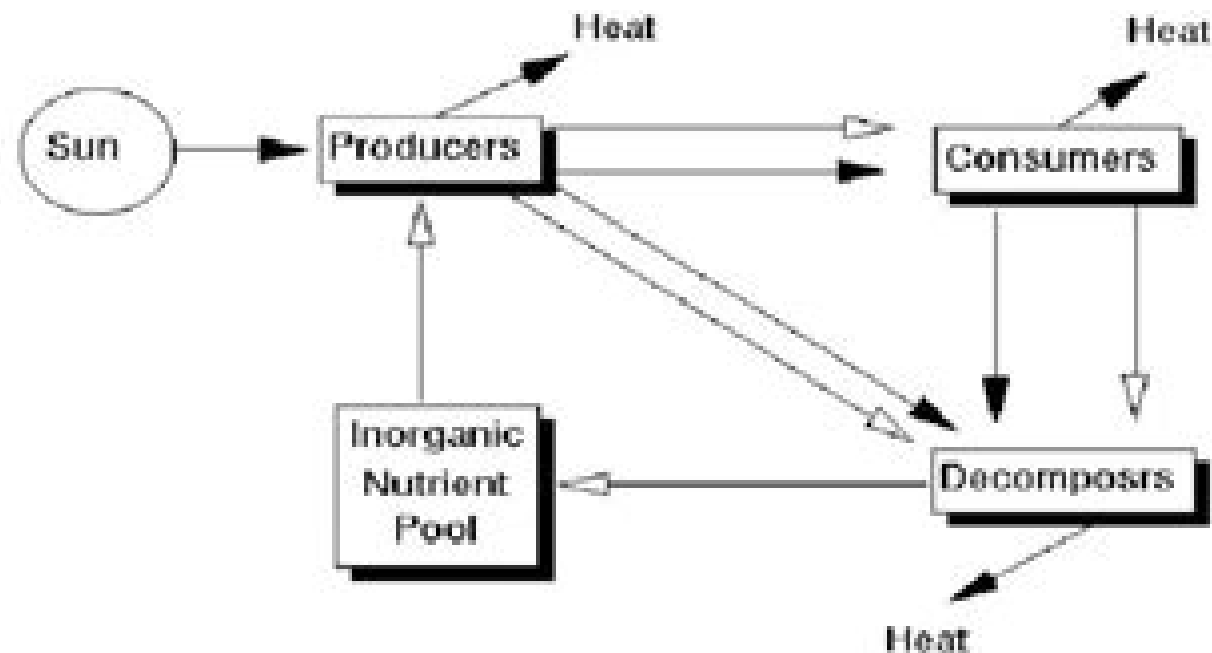 Heat
Heat
Sun
Producers
Consumers
Inorganic
Nutrient
Pool
Decomposrs
Heat